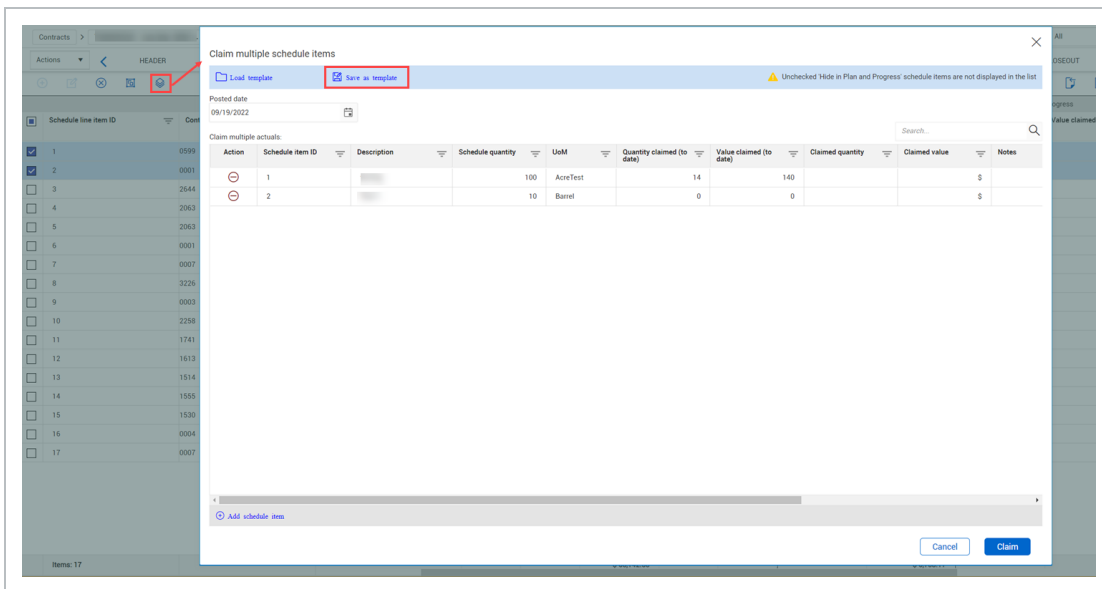 Contracts >
All
Actions
HEADER
LOSEOUT
Claim multiple schedule items
Load template
Save as template
Unchecked 'Hide in Plan and Progress' schedule items are not displayed in the list
Posted date
09/19/2022
Claim multiple actuals:
Search...
ogress
Schedule line item ID
Cont
Value claimed
Action Schedule item ID Description Schedule quantity UoM Quantity claimed (to date) Value claimed (to date) Claimed quantity Claimed value Notes
1 100 AcreTest 14 140 $
2 10 Barrel 0 0 $
1 0599
2 0001
3 2644
4 2063
5 2063
6 0001
7 0007
8 3226
9 0003
10 2258
11 1741
12 1613
13 1514
14 1555
15 1530
16 0004
17 0007
Add schedule item
Cancel
Claim
Items: 17